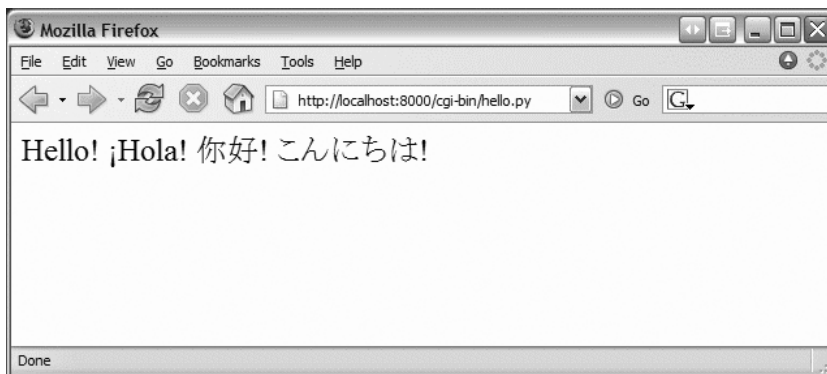 Mozilla Firefox
File Edit View Go Bookmarks Tools Help
http://localhost:8000/cgi-bin/hello.py Go G
Hello! ¡Hola! 你好! こんにちは!
Done